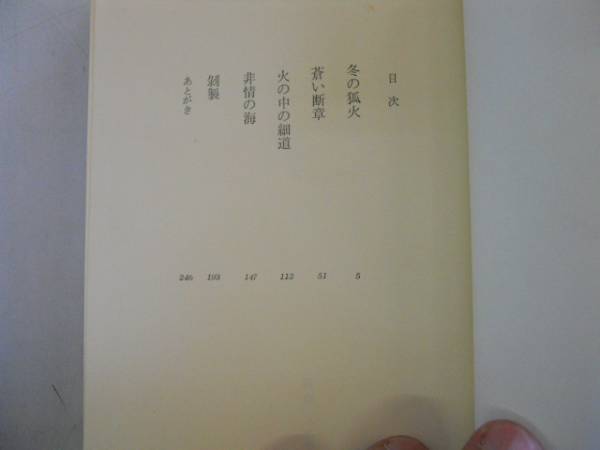 目次
冬の狐火 5
蒼い断章 51
火の中の細道 113
非情の海 147
剝製 193
あとがき 246